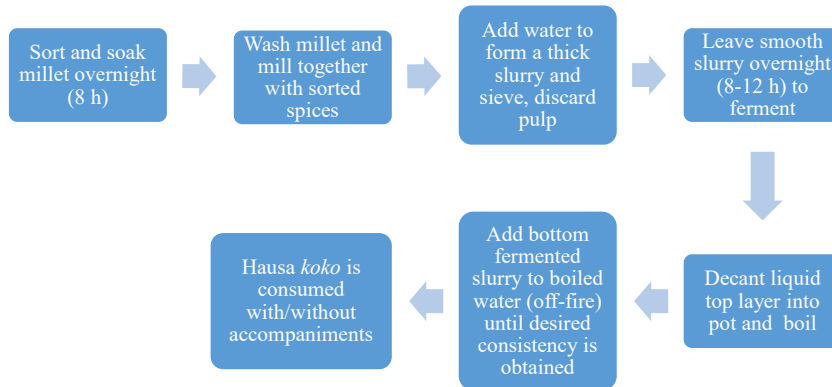 Sort and soak
millet overnight
(8 h)
Wash millet and
mill together
with sorted
spices
Add water to
form a thick
slurry and
sieve, discard
pulp
Leave smooth
slurry overnight
(8-12 h) to
ferment
Decant liquid
top layer into
pot and boil
Add bottom
fermented
slurry to boiled
water (off-fire)
until desired
consistency is
obtained
Hausa koko is
consumed
with/without
accompaniments